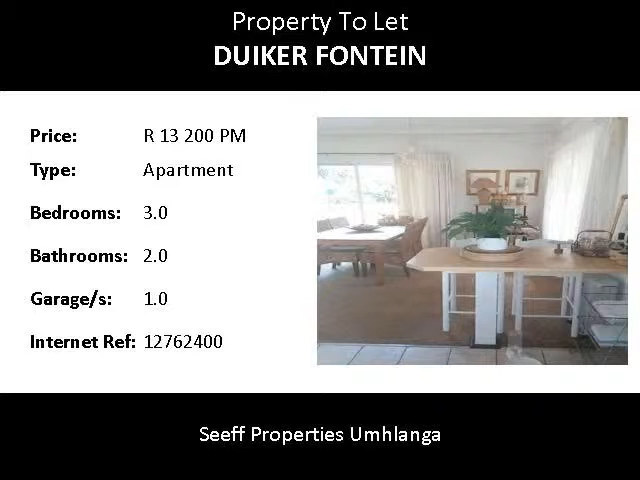 Property To Let
DUIKER FONTEIN
Price: R 13 200 PM
Type: Apartment
Bedrooms: 3.0
Bathrooms: 2.0
Garage/s: 1.0
Internet Ref: 12762400
Seeff Properties Umhlanga